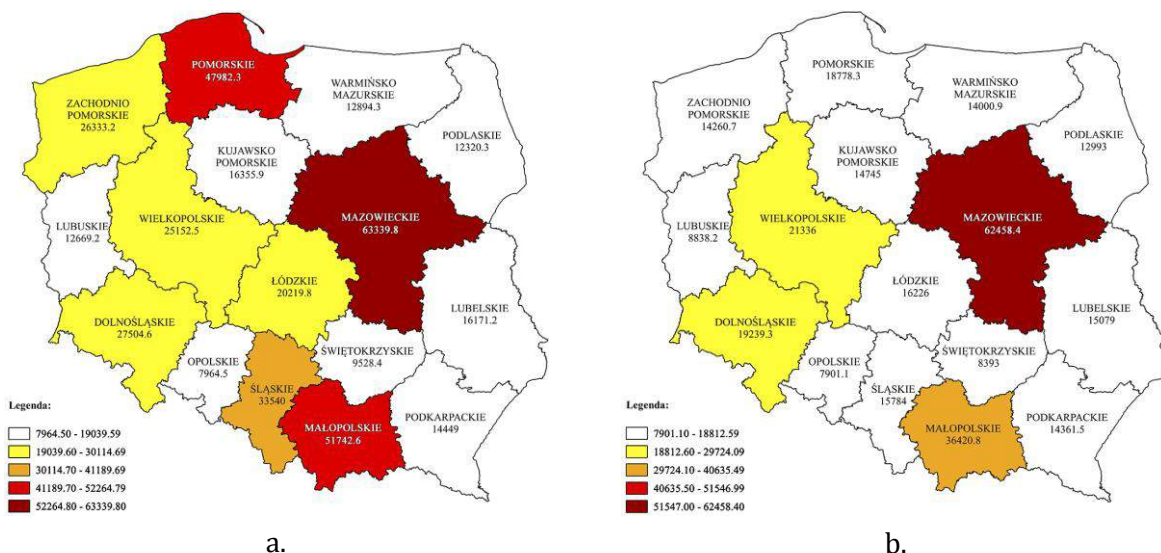 POMORSKIE
47982.3
WARMIŃSKO
MAZURSKIE
12894.3
ZACHODNIO
POMORSKIE
26333.2
PODLASKIE
12320.3
KUJAWSKO
POMORSKIE
16355.9
LUBUSKIE
12669.2
WIELKOPOLSKIE
25152.5
MAZOWIECKIE
63339.8
ŁÓDZKIE
20219.8
LUBELSKIE
16171.2
DOLNOŚLĄSKIE
27504.6
OPOLSKIE
7964.5
ŚLĄSKIE
33540
ŚWIĘTOKRZYSKIE
9528.4
MAŁOPOLSKIE
51742.6
PODKARPACKIE
14449
Legenda:
7964.50 - 19039.59
19039.60 - 30114.69
30114.70 - 41189.69
41189.70 - 52264.79
52264.80 - 63339.80
a.
POMORSKIE
18778.3
WARMIŃSKO
MAZURSKIE
14000.9
ZACHODNIO
POMORSKIE
14260.7
PODLASKIE
12993
KUJAWSKO
POMORSKIE
14745
LUBUSKIE
8838.2
WIELKOPOLSKIE
21336
MAZOWIECKIE
62458.4
ŁÓDZKIE
16226
LUBELSKIE
15079
DOLNOŚLĄSKIE
19239.3
OPOLSKIE
7901.1
ŚLĄSKIE
15784
ŚWIĘTOKRZYSKIE
8393
MAŁOPOLSKIE
36420.8
PODKARPACKIE
14361.5
Legenda:
7901.10 - 18812.59
18812.60 - 29724.09
29724.10 - 40635.49
40635.50 - 51546.99
51547.00 - 62458.40
b.